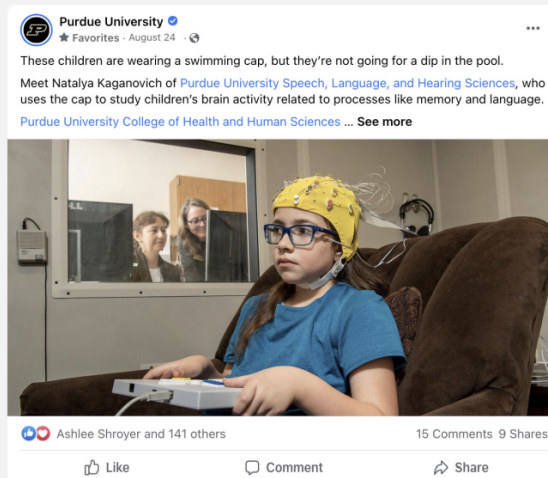 Purdue University
Favorites · August 24 ·
These children are wearing a swimming cap, but they're not going for a dip in the pool.
Meet Natalya Kaganovich of Purdue University Speech, Language, and Hearing Sciences, who
uses the cap to study children's brain activity related to processes like memory and language.
Purdue University College of Health and Human Sciences ... See more
DELL
Ashlee Shroyer and 141 others 15 Comments 9 Shares
Like Comment Share